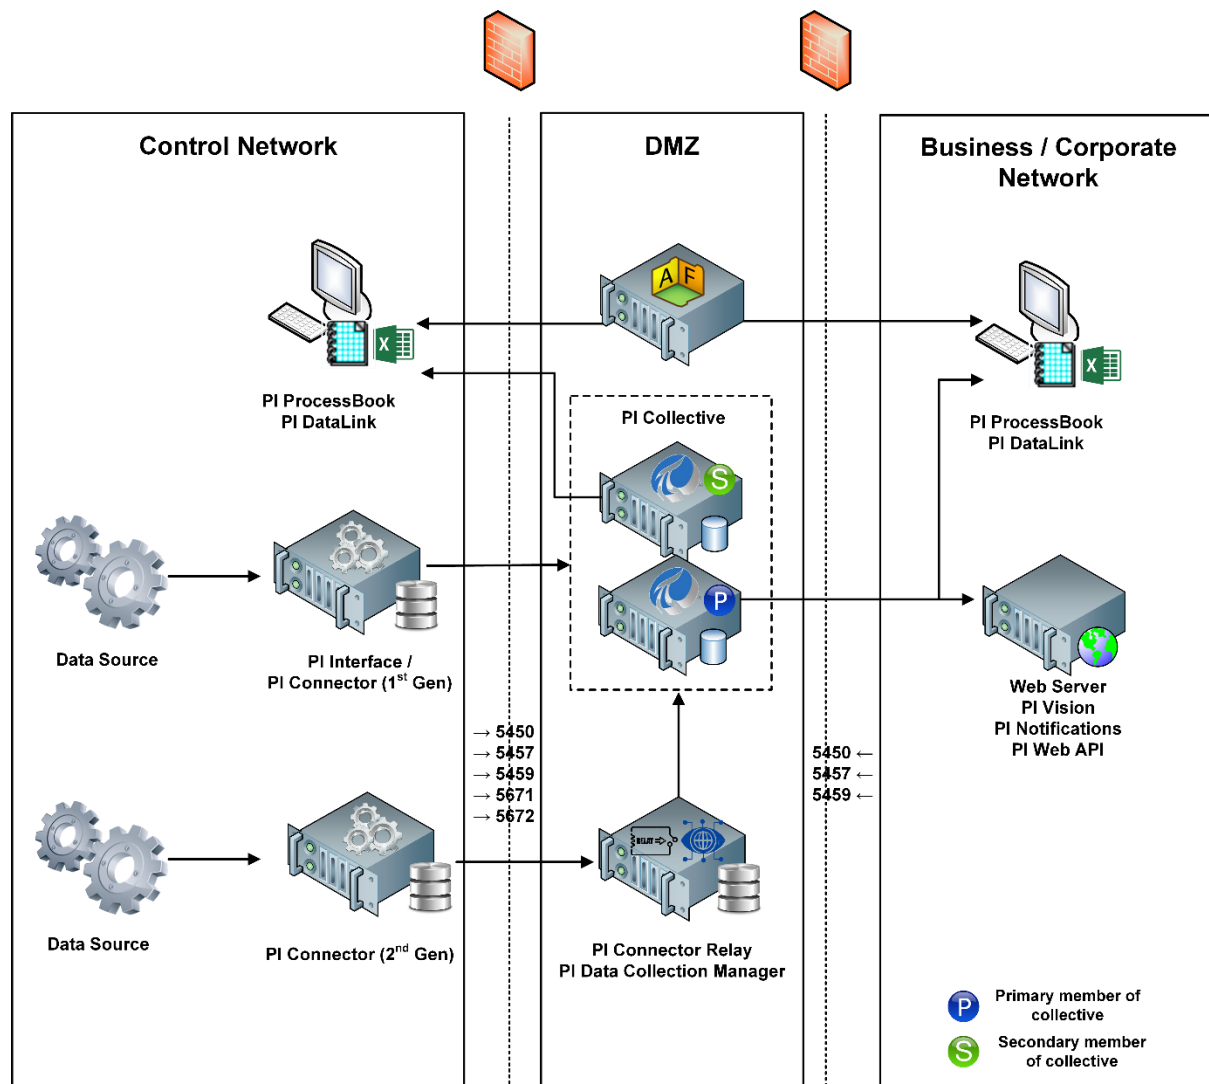 Control Network
DMZ
Business / Corporate
Network
A F
X
X
PI ProcessBook
PI DataLink
PI Collective
PI ProcessBook
PI DataLink
S
P
Data Source
PI Interface /
PI Connector (1st Gen)
Web Server
PI Vision
PI Notifications
PI Web API
→ 5450
→ 5457
→ 5459
→ 5671
→ 5672
5450 ←
5457 ←
5459 ←
RELAY
Data Source
PI Connector (2nd Gen)
PI Connector Relay
PI Data Collection Manager
P
Primary member of
collective
S
Secondary member
of collective